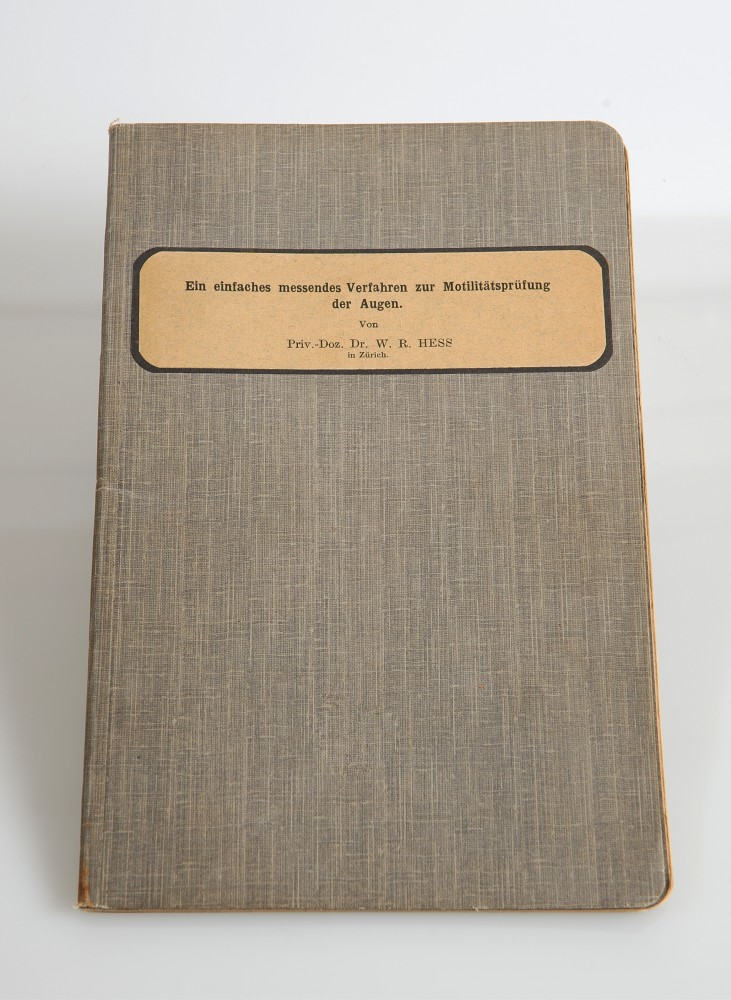 Ein einfaches messendes Verfahren zur Motilitätsprüfung
der Augen.
Von
Priv.-Doz. Dr. W. R. HESS
in Zürich.